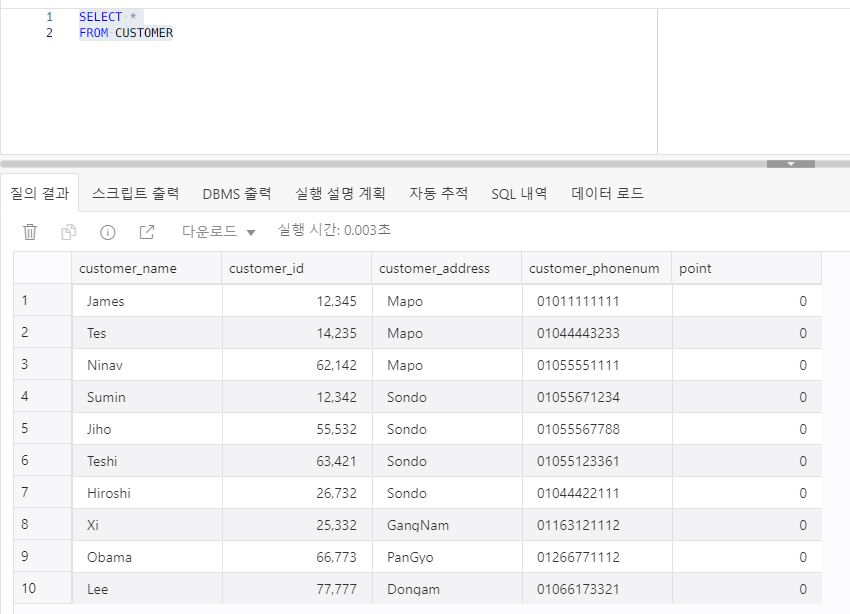 1 SELECT *
2 FROM CUSTOMER
질의 결과 스크립트 출력 DBMS 출력 실행 설명 계획 자동 추적 SQL 내역 데이터 로드
다운로드 실행 시간: 0.003초
customer_name customer_id customer_address customer_phonenum point
1 James 12,345 Mapo 01011111111 0
2 Tes 14,235 Mapo 01044443233 0
3 Ninav 62,142 Mapo 01055551111 0
4 Sumin 12,342 Sondo 01055671234 0
5 Jiho 55,532 Sondo 01055567788 0
6 Teshi 63,421 Sondo 01055123361 0
7 Hiroshi 26,732 Sondo 01044422111 0
8 Xi 25,332 GangNam 01163121112 0
9 Obama 66,773 PanGyo 01266771112 0
10 Lee 77,777 Dongam 01066173321 0